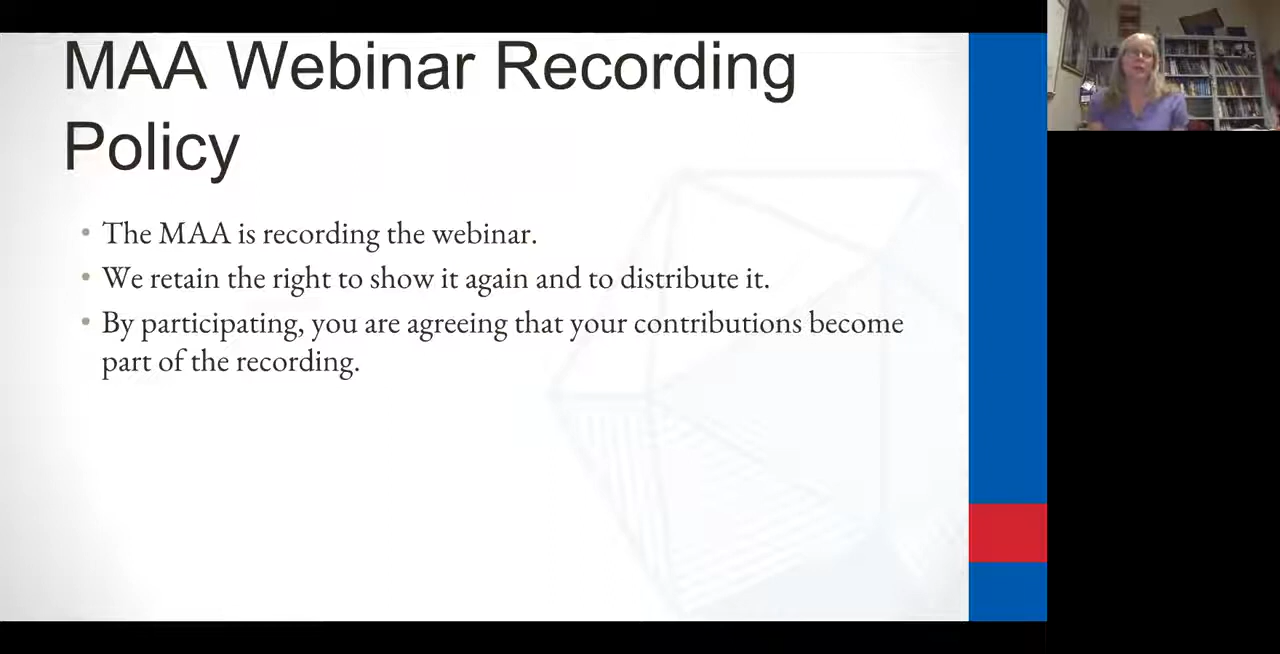 MAA Webinar Recording
Policy
• The MAA is recording the webinar.
• We retain the right to show it again and to distribute it.
• By participating, you are agreeing that your contributions become
part of the recording.